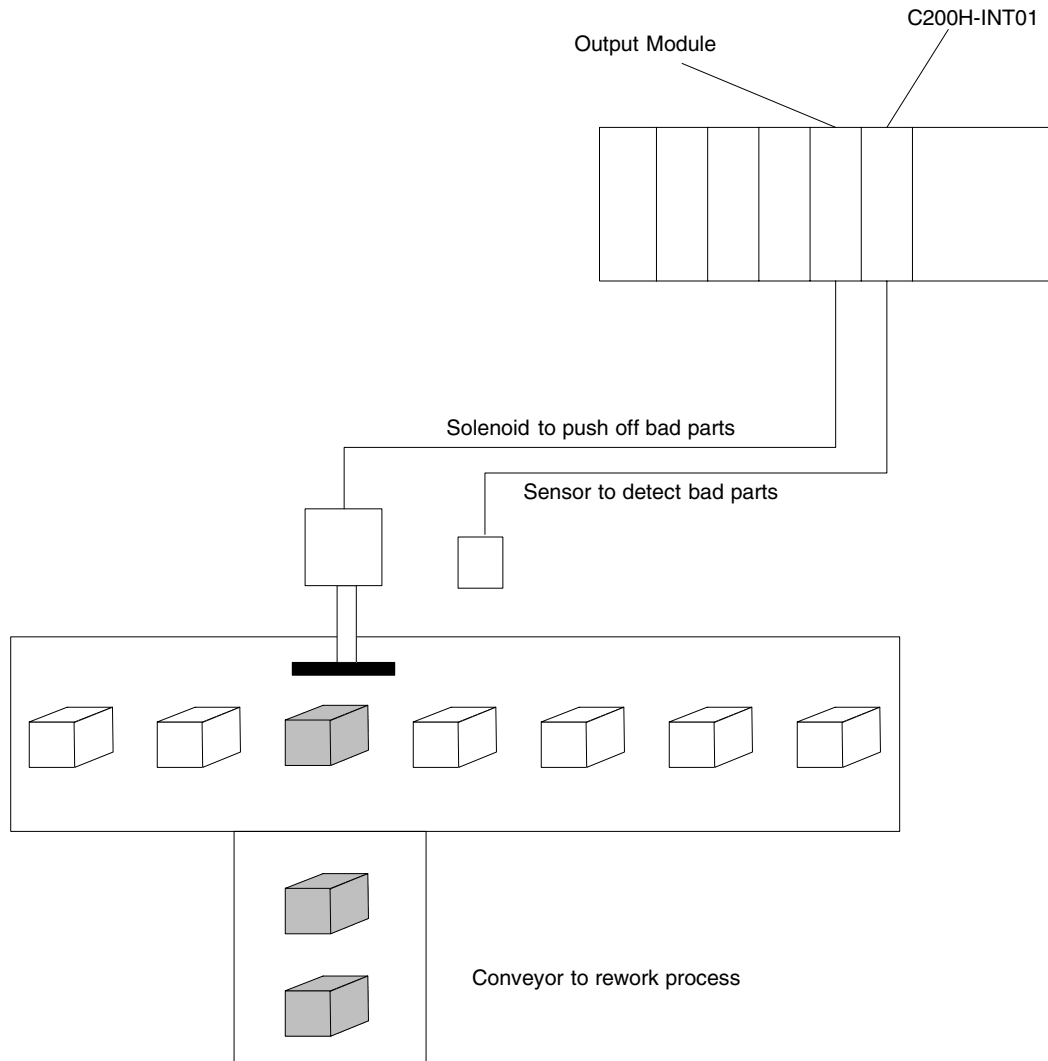 C200H-INT01
Output Module
Solenoid to push off bad parts
Sensor to detect bad parts
Conveyor to rework process